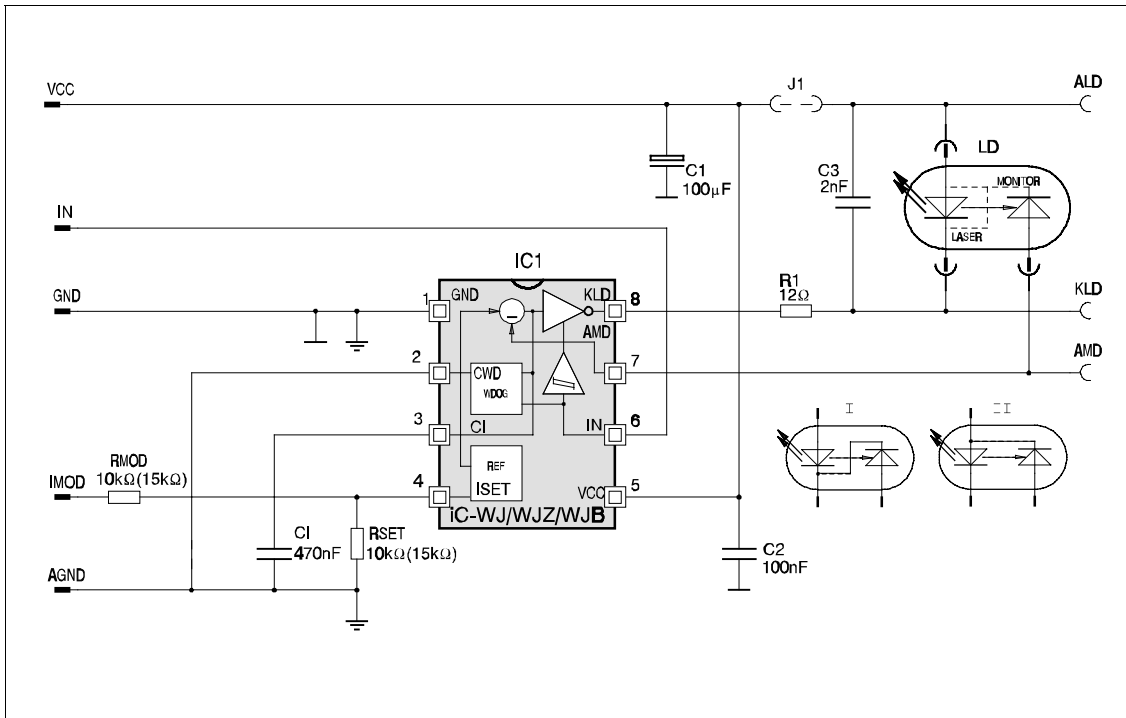 VCC
J1
ALD
C1
100µF
C3
2nF
LD
MONITOR
LASER
IN
IC1
R1
12Ω
GND
1
GND
KLD
8
KLD
AMD
2
CWD
WDOG
7
AMD
3
CI
IN
6
I
II
RMOD
10kΩ(15kΩ)
IMOD
4
REF
ISET
VCC
5
iC-WJ/WJZ/WJB
CI
470nF
RSET
10kΩ(15kΩ)
C2
100nF
AGND